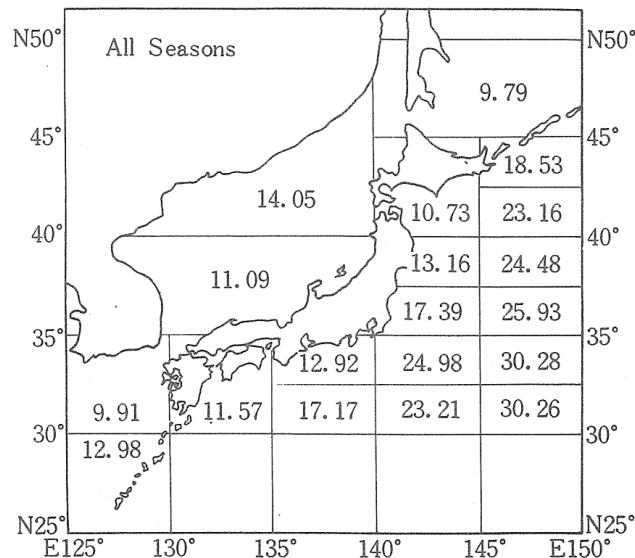 N50° All Seasons N50°
9.79
45° 45°
18.53
14.05 10.73 23.16
40° 40°
11.09 13.16 24.48
17.39 25.93
35° 35°
12.92 24.98 30.28
9.91 11.57 17.17 23.21 30.26
30° 30°
12.98
N25° N25°
E125° 130° 135° 140° 145° E150°